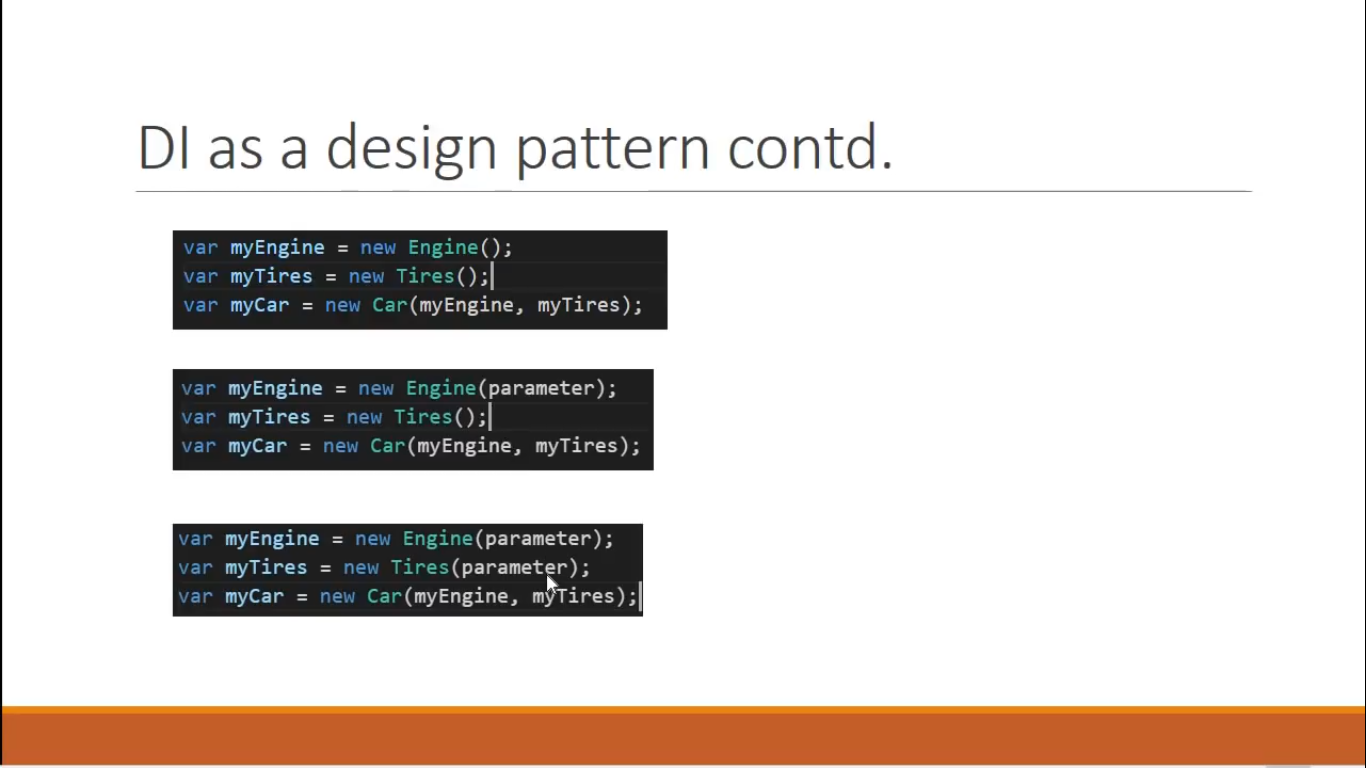 DI as a design pattern contd.
var myEngine = new Engine();
var myTires = new Tires();
var myCar = new Car(myEngine, myTires);
var myEngine = new Engine(parameter);
var myTires = new Tires();
var myCar = new Car(myEngine, myTires);
var myEngine = new Engine(parameter);
var myTires = new Tires(parameter);
var myCar = new Car(myEngine, myTires);